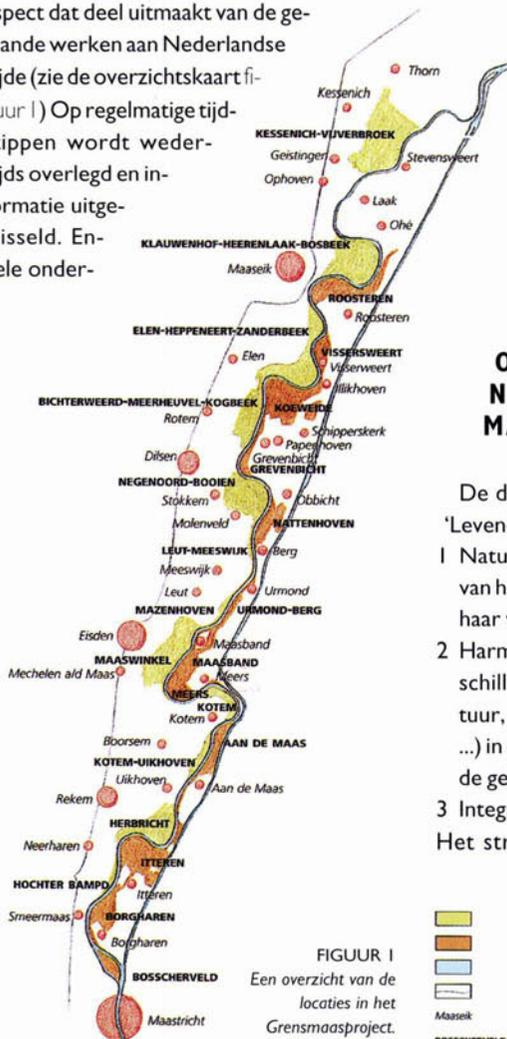 spect dat deel uitmaakt van de ge-
ande werken aan Nederlandse
jde (zie de overzichtskaart fi-
uur 1) Op regelmatige tijd-
ippen wordt weder-
jds overlegd en in-
ormatie uitge-
isseld. En-
ele onder-
Thorn
Kessenich
KESSENICH-VIJVERBROEK
Geistingen
Stevensweert
Ophoven
Laak
Ohé
KLAUWENHOF-HEERENLAAK-BOSBEEK
Maaseik
ROOSTEREN
Roosteren
ELEN-HEPPENEERT-ZANDERBEEK
VISSERSWEERT
Elen
Visserweert
Illikhoven
BICHTERWEERD-MEERHEUVEL-KOGBEEK
KOEWEIDE
Rotem
Schipperskerk
Papenhoven
Dilsen
Grevenbicht
GREVENBICHT
NEGENOORD-BOOIEN
Stokkem
Obbicht
Molenveld
NATTENHOVEN
LEUT-MEESWIJK
Berg
Meeswijk
Leut
Urmond
MAZENHOVEN
URMOND-BERG
Eisden
Maasband
MAASWINKEL
MAASBAND
Mechelen ald Maas
Meers
MEERS
KOTEM
Kotem
Boorsem
AAN DE MAAS
KOTEM-UIKHOVEN
Uikhoven
Aan de Maas
Rekem
HERBRICHT
Neerharen
ITTEREN
HOCHTER BAMPD
Itteren
Smeermaas
BORGHAREN
Borgharen
BOSSCHERVELD
Maastricht
FIGUUR 1
Een overzicht van de
locaties in het
Grensmaasproject.
O
N
MA
De d
'Leven
1 Natu
van h
haar
2 Harm
schill
tuur,
...) in
de ge
3 Integ
Het str
Maaseik